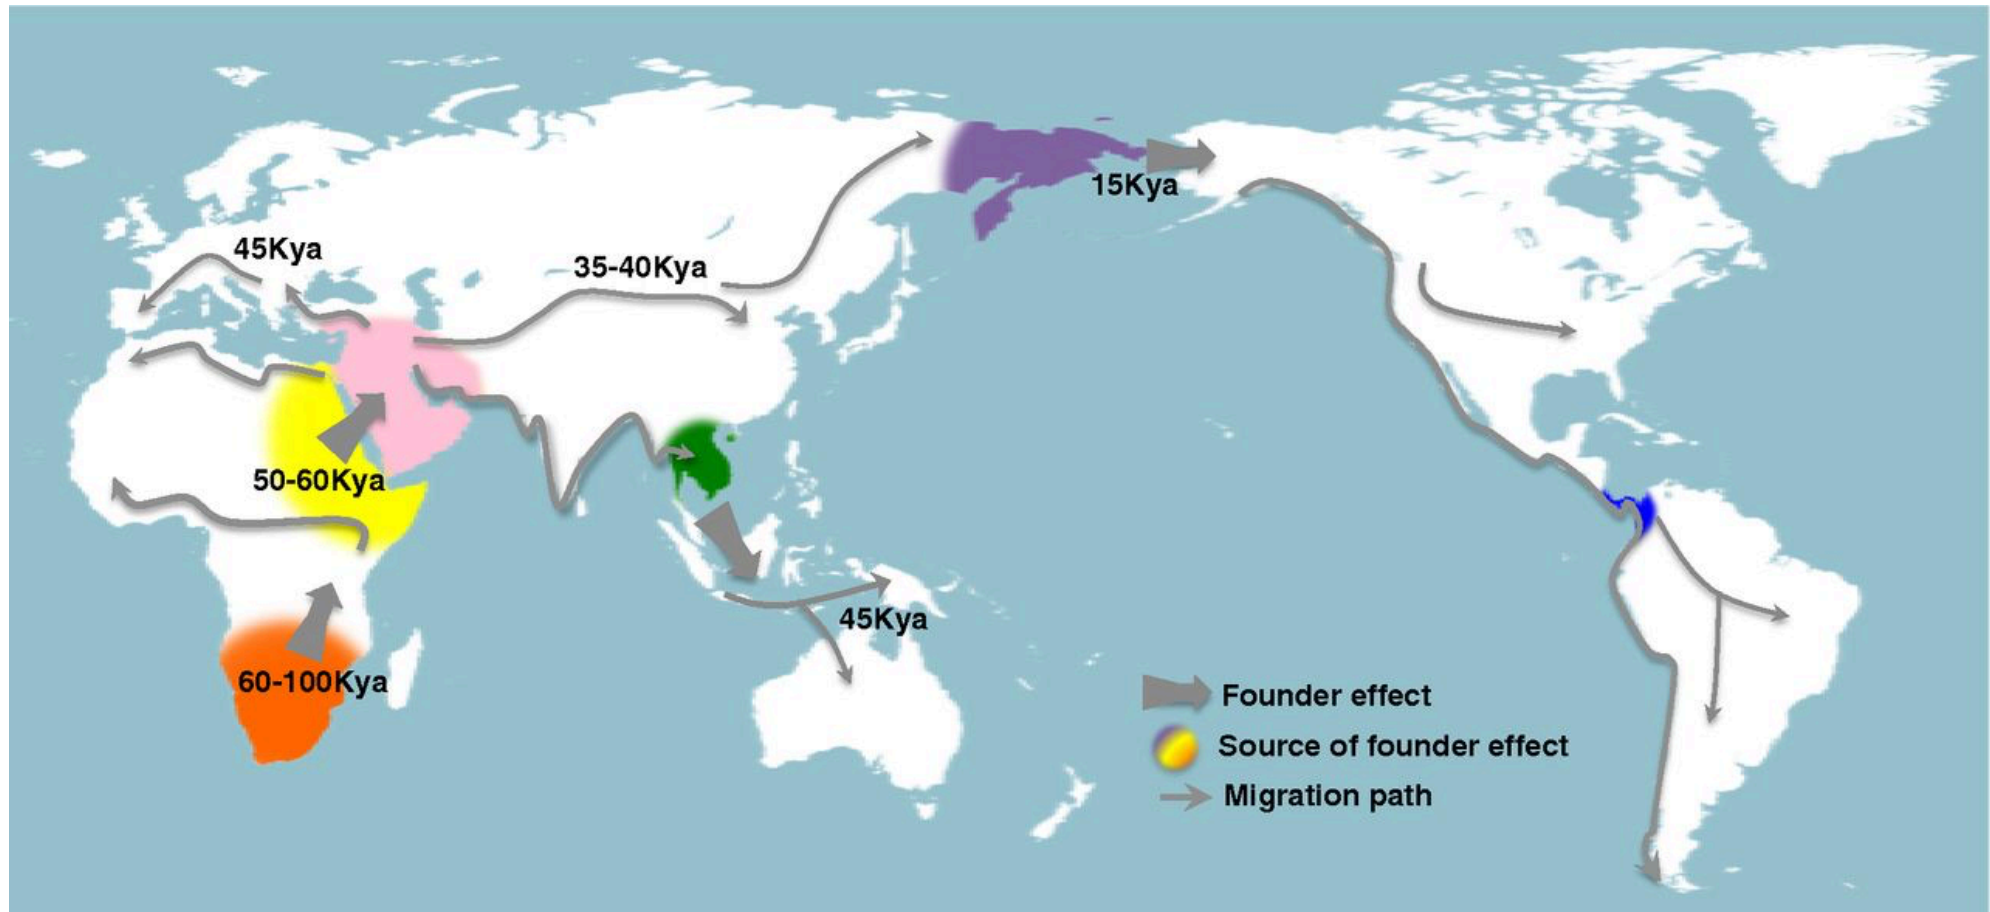 15Kya
45Kya
35-40Kya
50-60Kya
45Kya
60-100Kya
Founder effect
Source of founder effect
Migration path